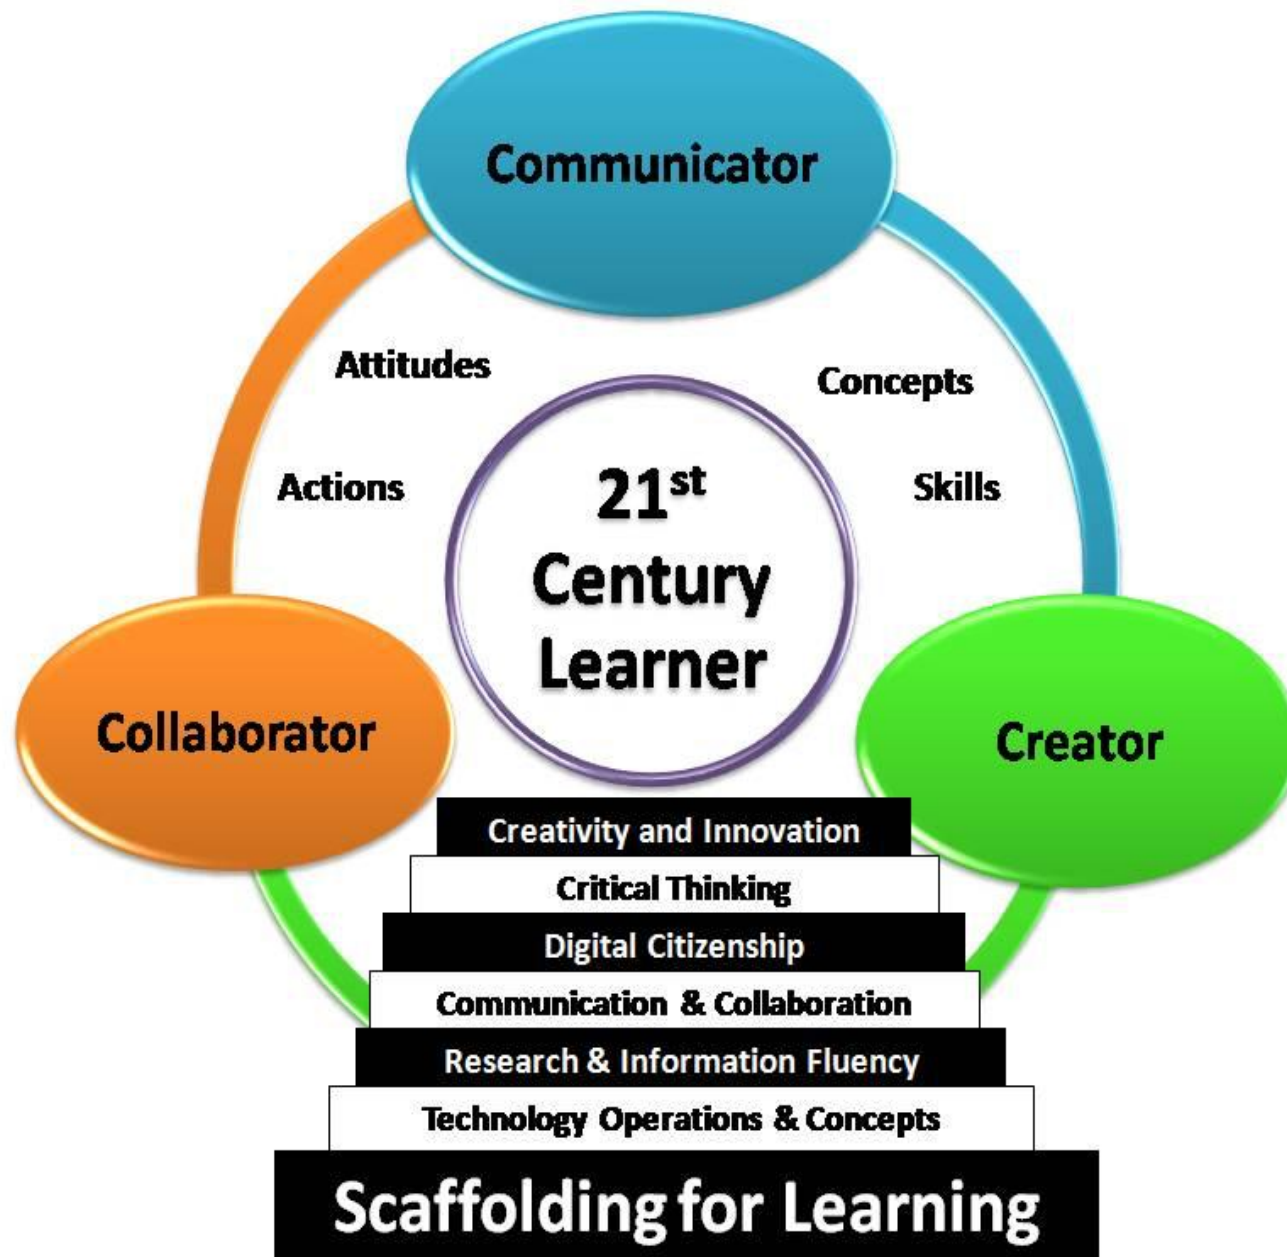 Communicator
Attitudes
Concepts
Actions
Skills
21st
Century
Learner
Collaborator
Creator
Creativity and Innovation
Critical Thinking
Digital Citizenship
Communication & Collaboration
Research & Information Fluency
Technology Operations & Concepts
Scaffolding for Learning